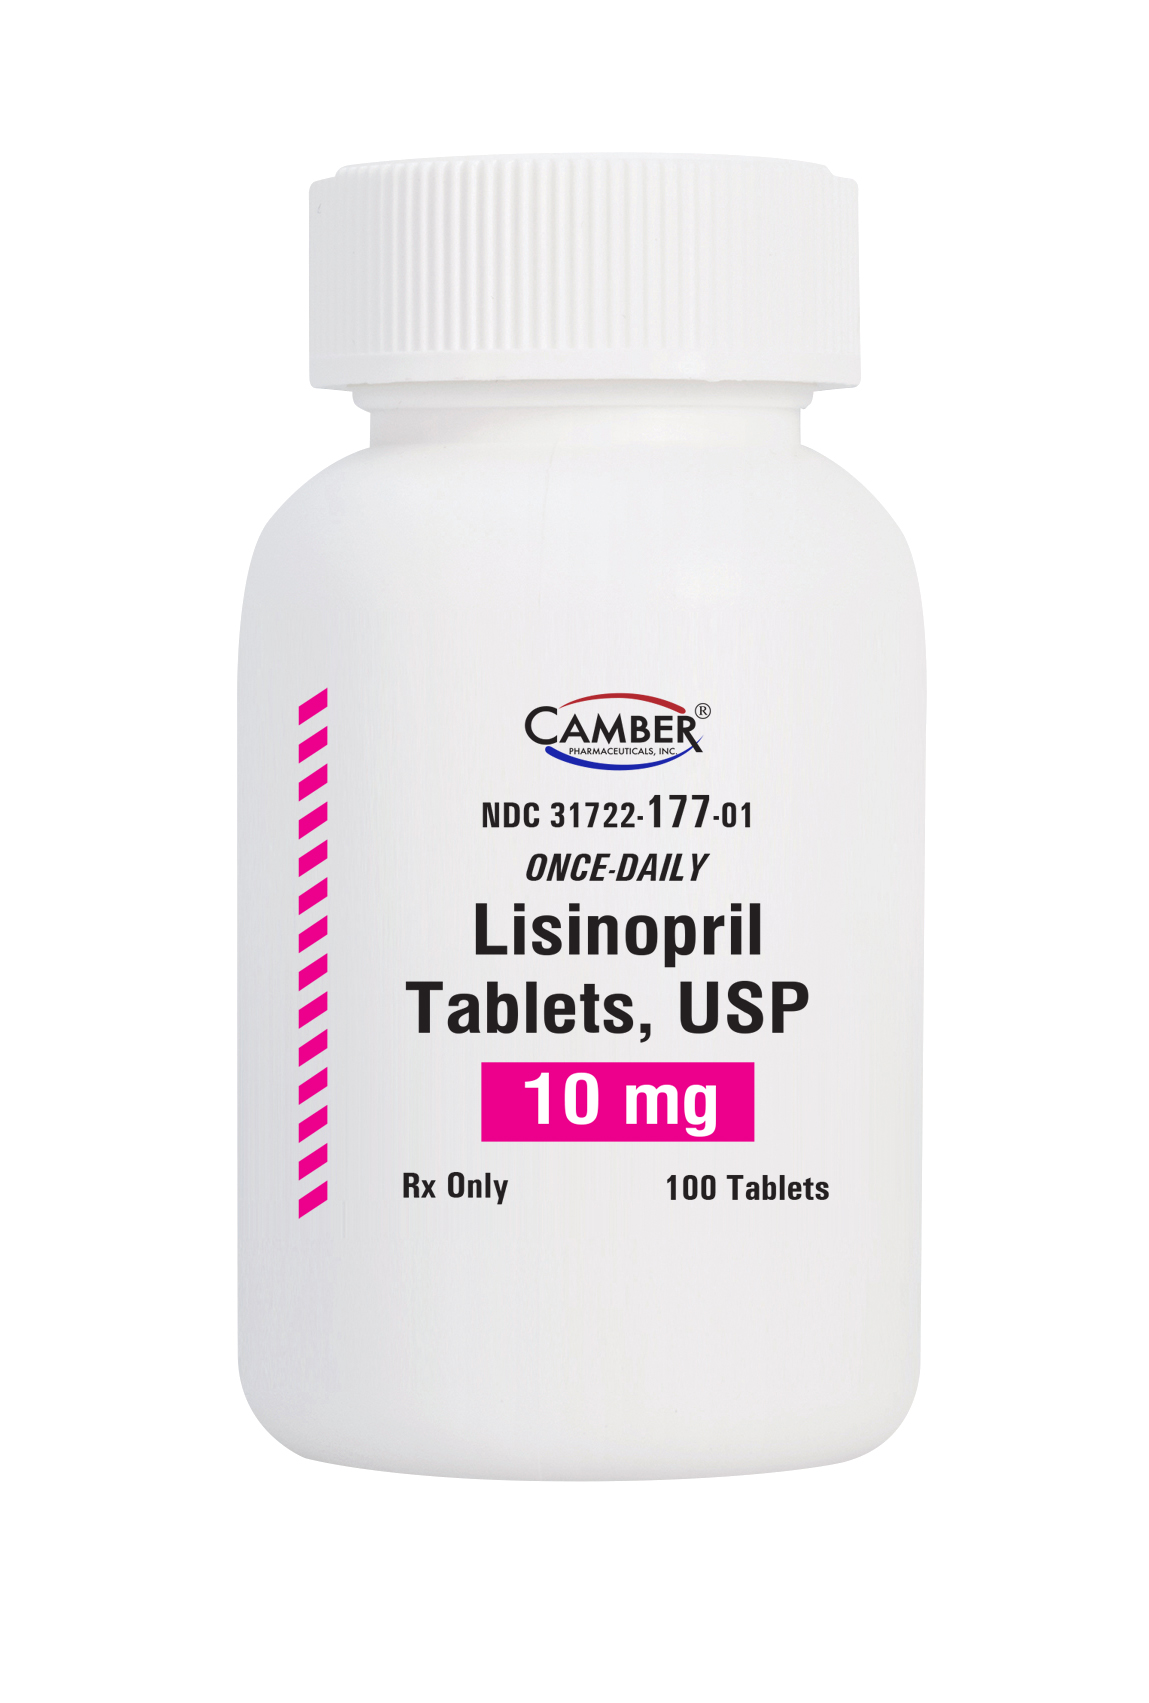 CAMBER®
PHARMACEUTICALS, INC.
NDC 31722-177-01
ONCE-DAILY
Lisinopril
Tablets, USP
10 mg
Rx Only 100 Tablets